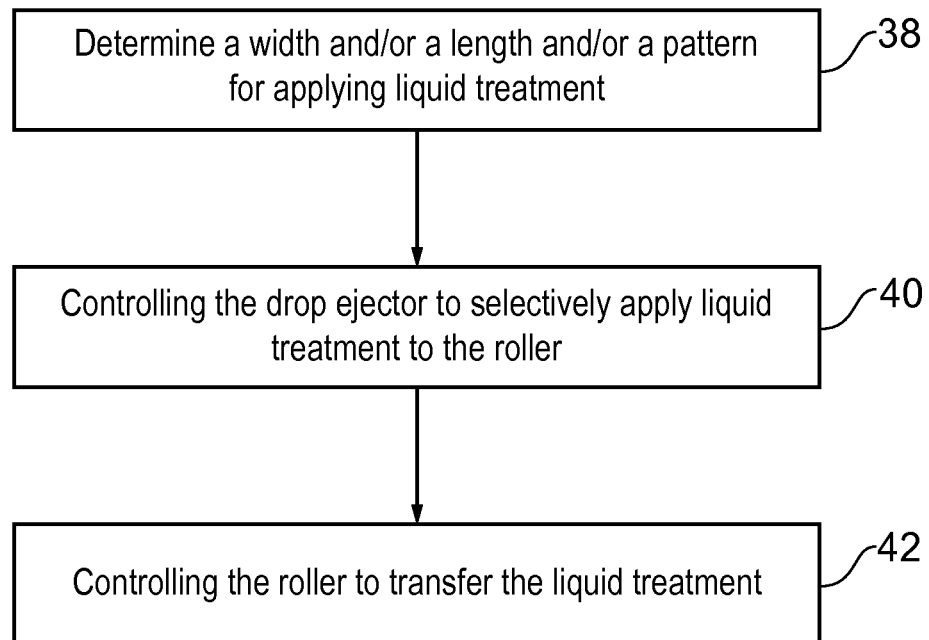 Determine a width and/or a length and/or a pattern
for applying liquid treatment
38
Controlling the drop ejector to selectively apply liquid
treatment to the roller
40
Controlling the roller to transfer the liquid treatment
42